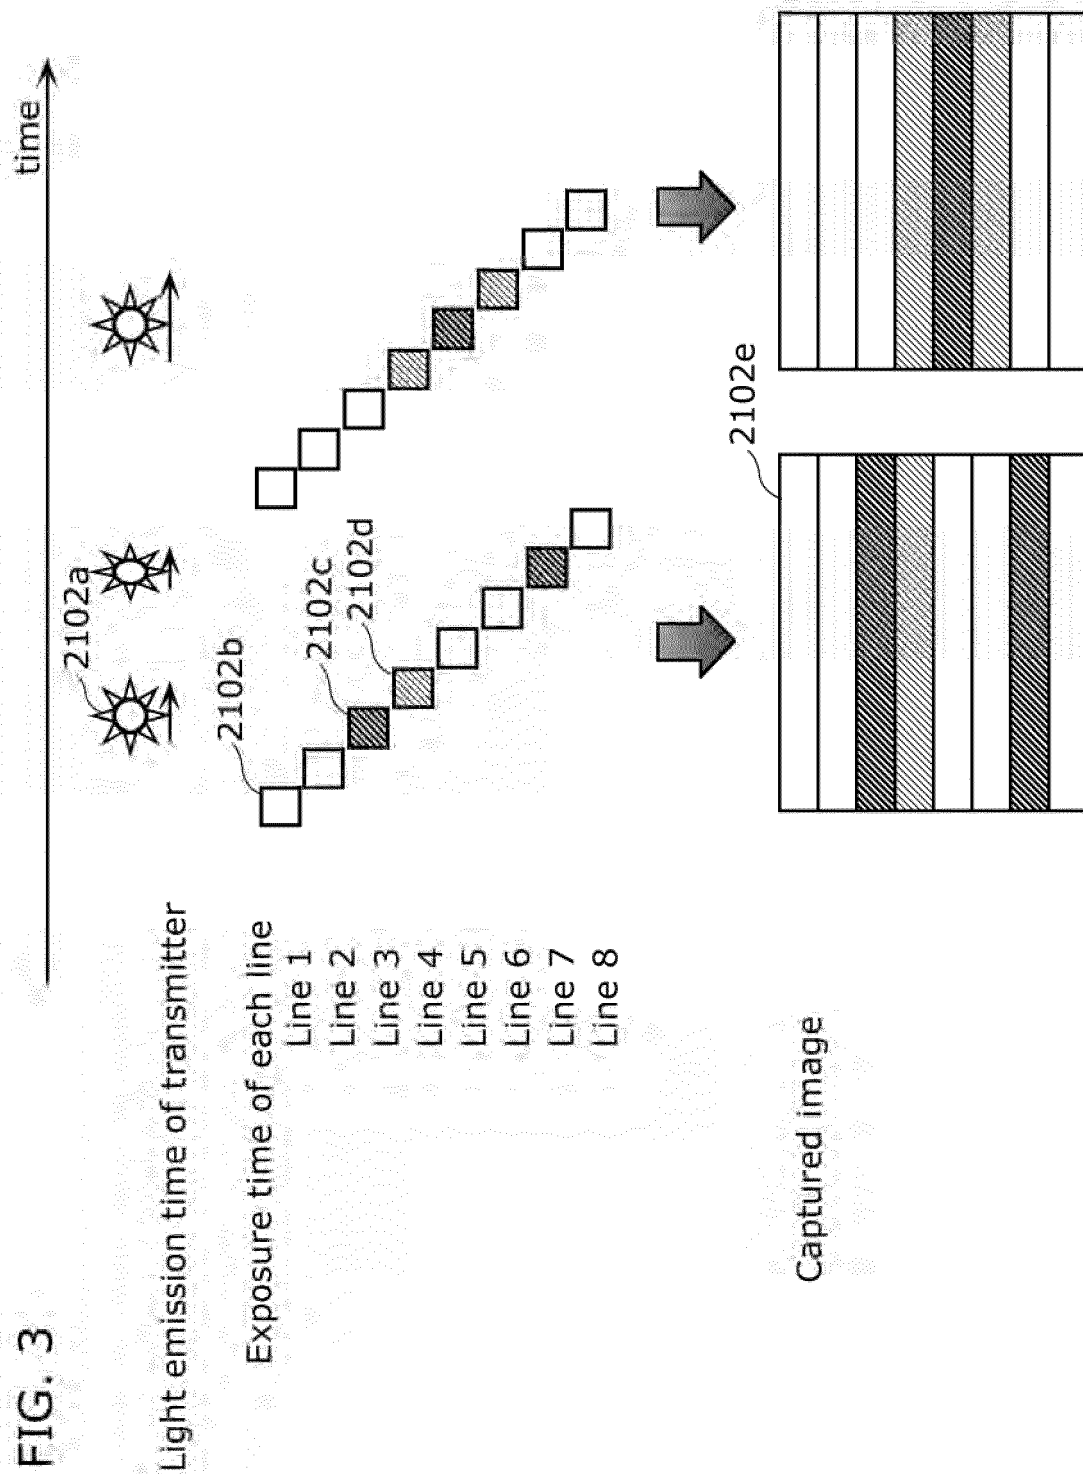 FIG. 3
time
Light emission time of transmitter
2102a
Exposure time of each line
2102b
2102c
2102d
Line 1
Line 2
Line 3
Line 4
Line 5
Line 6
Line 7
Line 8
2102e
Captured image